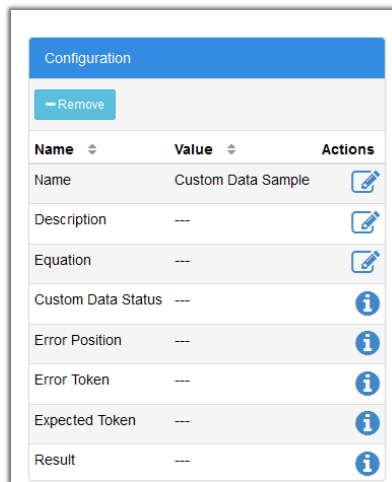 Configuration
Remove
Name Value Actions
Name Custom Data Sample
Description ---
Equation ---
Custom Data Status ---
Error Position ---
Error Token ---
Expected Token ---
Result ---